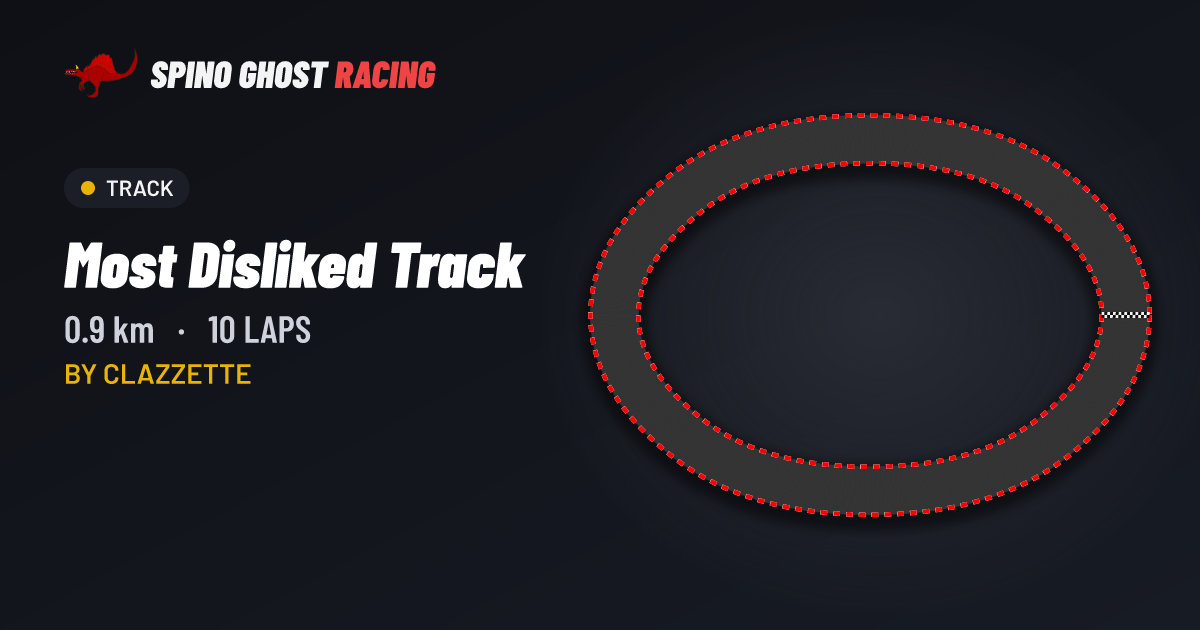 SPINO GHOST RACING
TRACK
Most Disliked Track
0.9 km · 10 LAPS
BY CLAZZETTE